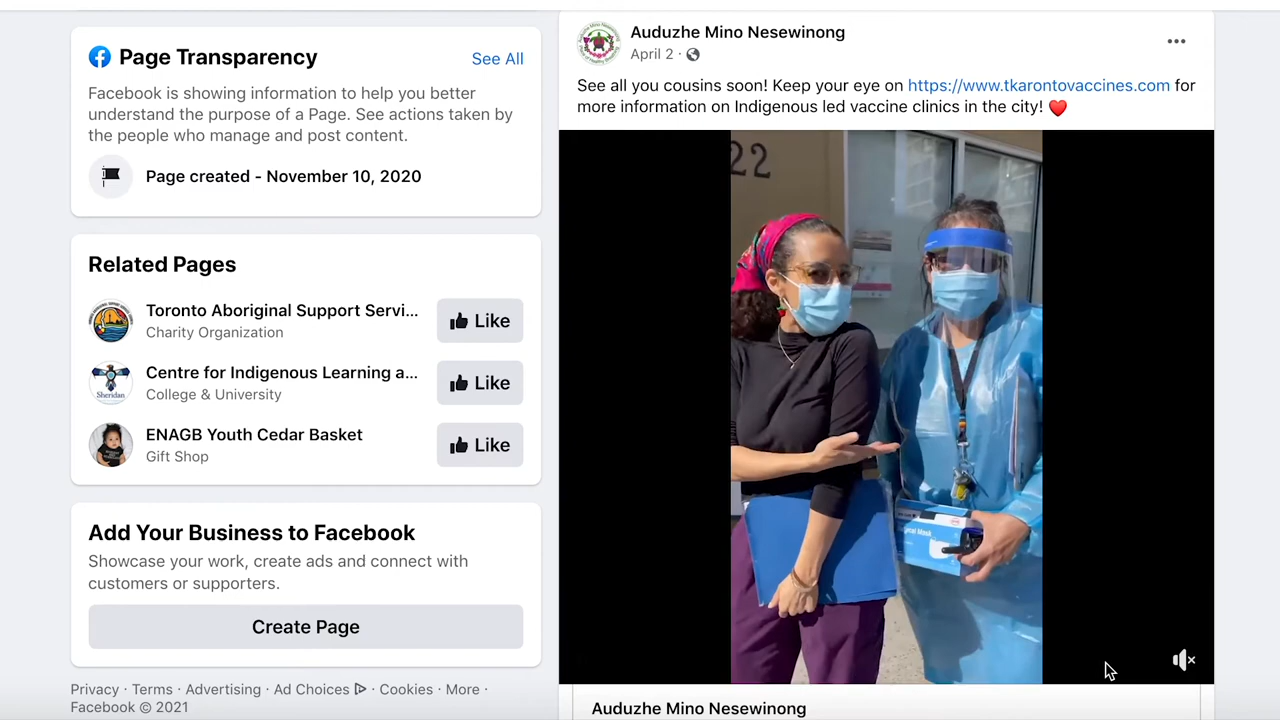 Page Transparency
See All
Facebook is showing information to help you better
understand the purpose of a Page. See actions taken by
the people who manage and post content.
Page created - November 10, 2020
Related Pages
Toronto Aboriginal Support Servi...
Charity Organization
Like
Centre for Indigenous Learning a...
College & University
Like
Sheridan
ENAGB Youth Cedar Basket
Gift Shop
Like
Add Your Business to Facebook
Showcase your work, create ads and connect with
customers or supporters.
Create Page
Privacy · Terms · Advertising · Ad Choices · Cookies · More ·
Facebook © 2021
Auduzhe Mino Nesewinong
April 2 ·
See all you cousins soon! Keep your eye on https://www.tkarontovaccines.com for
more information on Indigenous led vaccine clinics in the city! ❤️
22
Auduzhe Mino Nesewinong